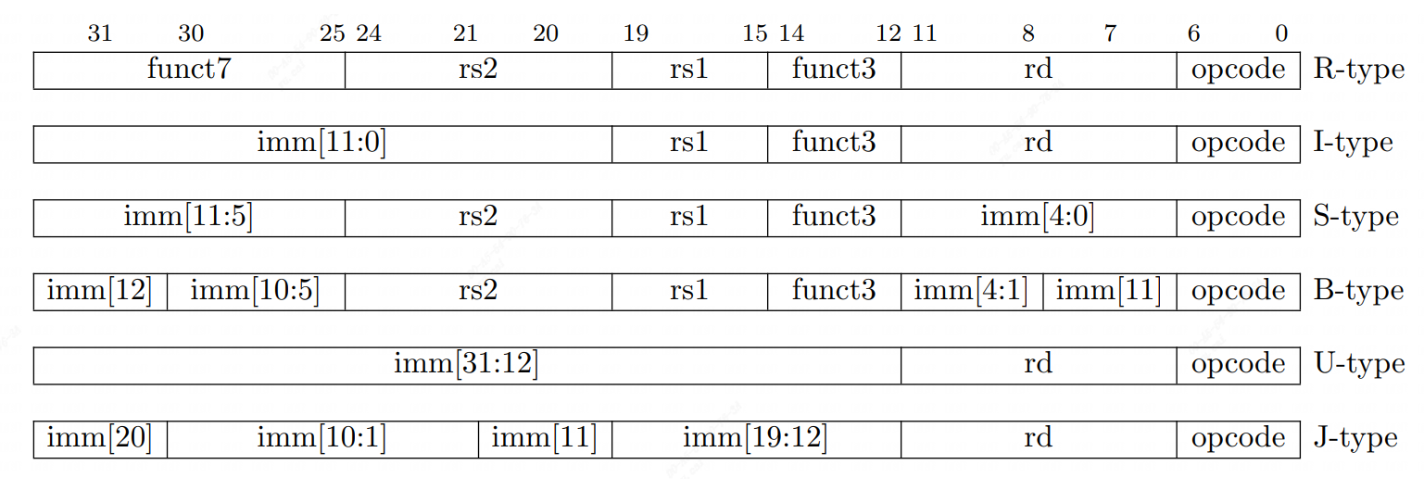 31 30 25 24 21 20 19 15 14 12 11 8 7 6 0
funct7 rs2 rs1 funct3 rd opcode R-type
imm[11:0] rs1 funct3 rd opcode I-type
imm[11:5] rs2 rs1 funct3 imm[4:0] opcode S-type
imm[12] imm[10:5] rs2 rs1 funct3 imm[4:1] imm[11] opcode B-type
imm[31:12] rd opcode U-type
imm[20] imm[10:1] imm[11] imm[19:12] rd opcode J-type